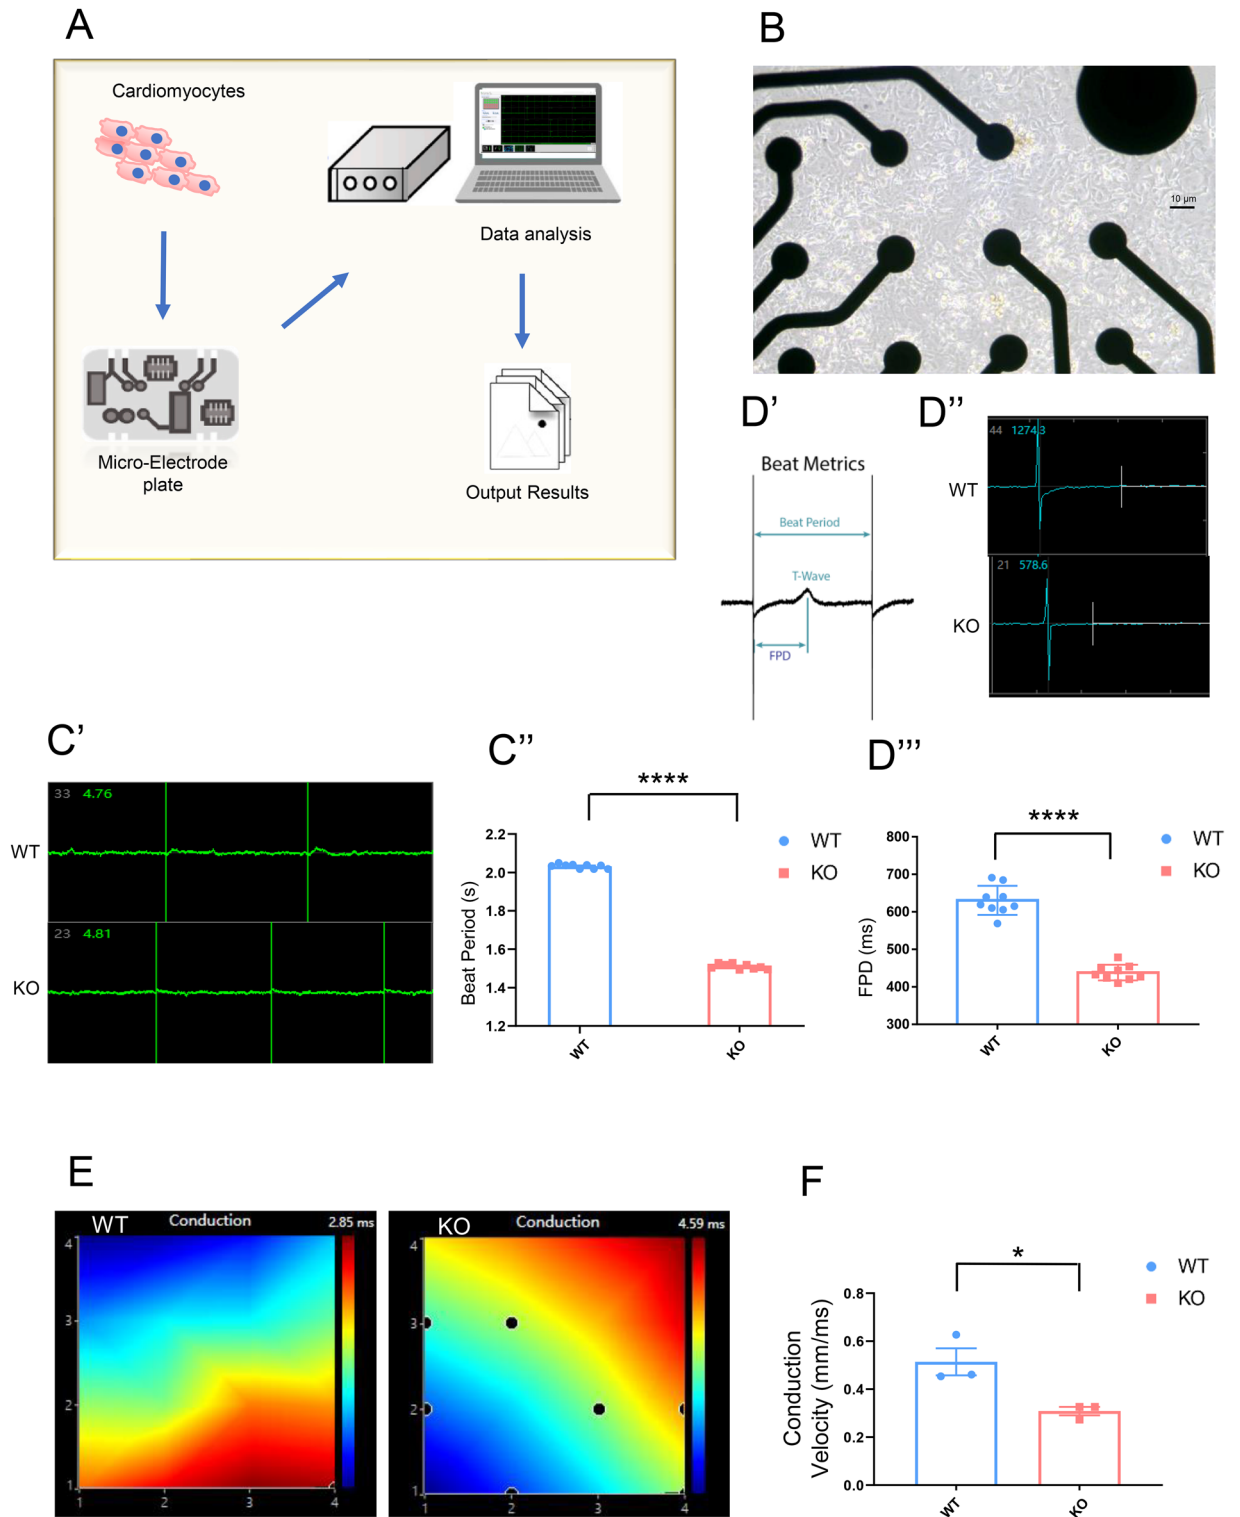 A
Cardiomyocytes
Data analysis
Micro-Electrode
plate
Output Results
B
10 µm
D’
Beat Metrics
Beat Period
T-Wave
FPD
D’’
44 1274.3
WT
21 578.6
KO
C’
33 4.76
WT
23 4.81
KO
C’’
****
WT
KO
2.2
2.0
1.8
1.6
1.4
1.2
Beat Period (s)
WT
KO
D’’’
****
WT
KO
800
700
600
500
400
300
FPD (ms)
WT
KO
E
WT Conduction 2.85 ms
4
3
2
1
1 2 3 4
KO Conduction 4.59 ms
4
3
2
1
1 2 3 4
F
*
WT
KO
0.8
0.6
0.4
0.2
0.0
Conduction
Velocity (mm/ms)
WT
KO